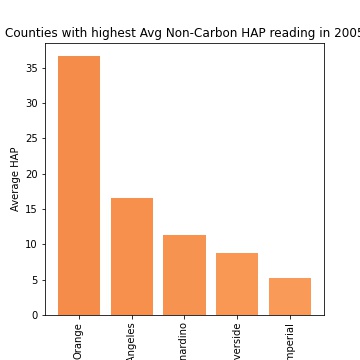 Counties with highest Avg Non-Carbon HAP reading in 2005
Average HAP
35
30
25
20
15
10
5
0
Orange
Angeles
nardino
verside
mperial